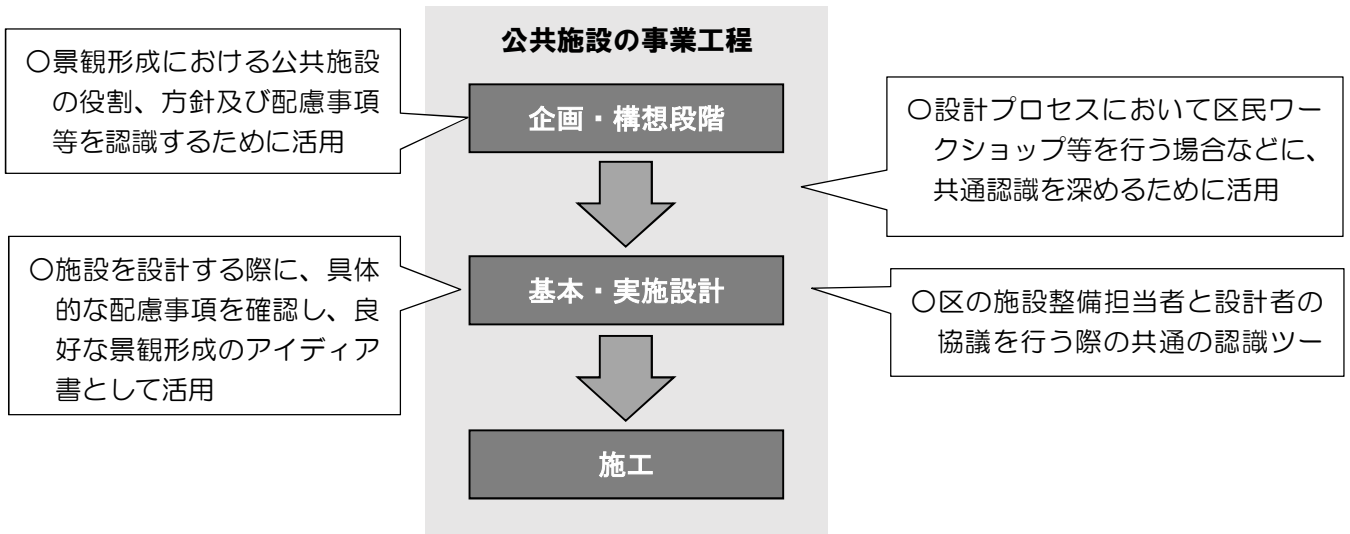 公共施設の事業工程
〇景観形成における公共施設
の役割、方針及び配慮事項
等を認識するために活用
企画・構想段階
〇設計プロセスにおいて区民ワー
クショップ等を行う場合などに、
共通認識を深めるために活用
〇施設を設計する際に、具体
的な配慮事項を確認し、良
好な景観形成のアイディア
書として活用
基本・実施設計
〇区の施設整備担当者と設計者の
協議を行う際の共通の認識ツー
施工